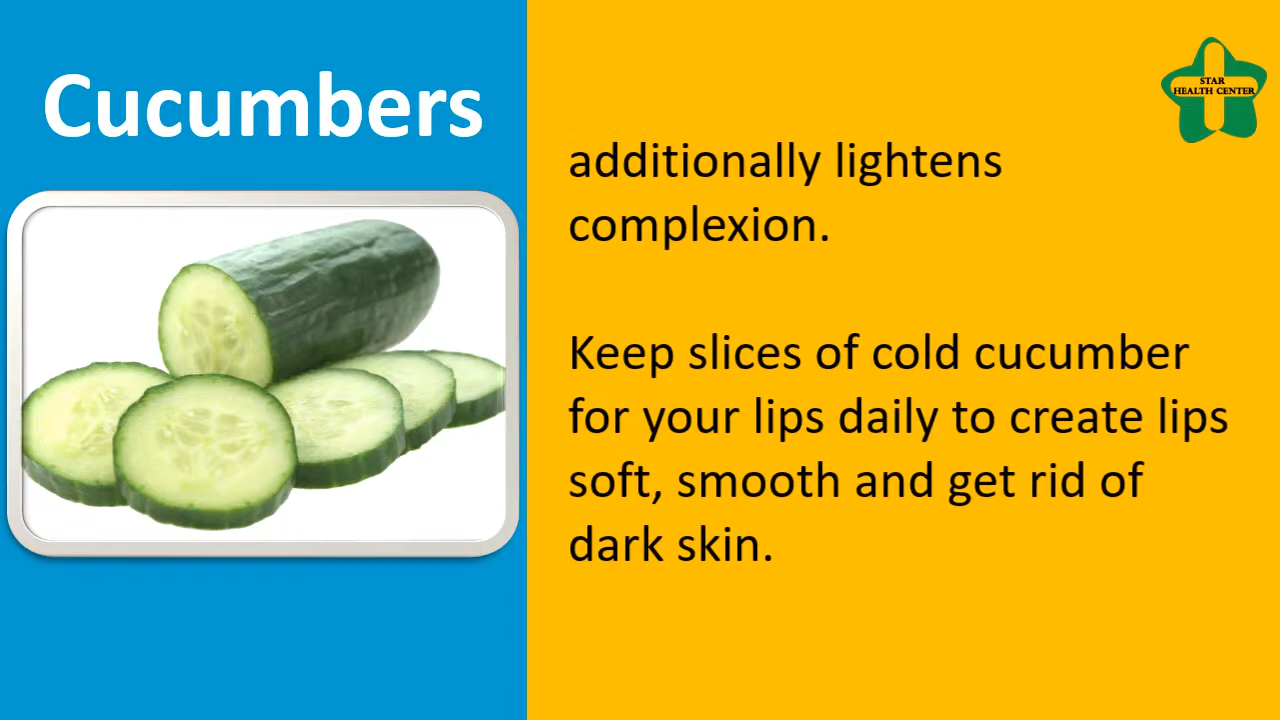 Cucumbers
STAR
HEALTH CENTER
additionally lightens
complexion.
Keep slices of cold cucumber
for your lips daily to create lips
soft, smooth and get rid of
dark skin.